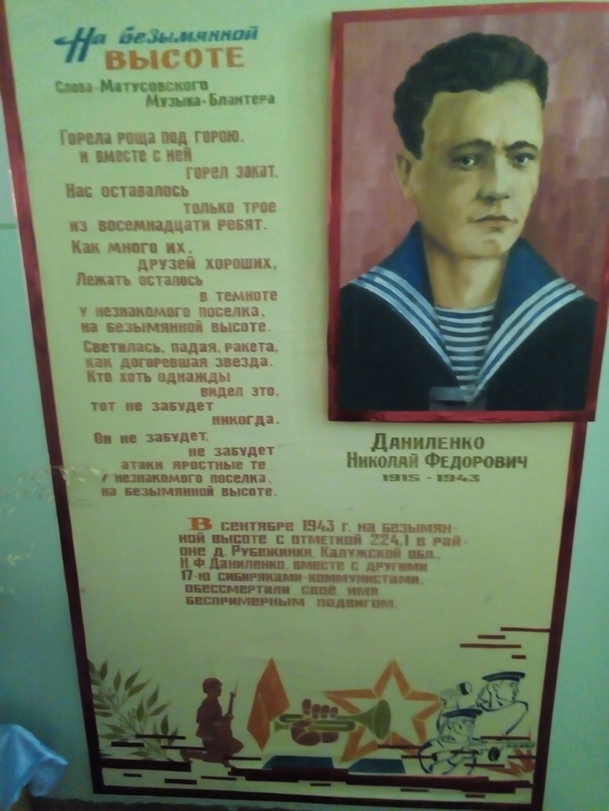 На безымянной
ВЫСОТЕ
Слова-Матусовского
Музыка-Блантера
Горела роща под горою,
и вместе с ней
горел закат.
Нас оставалось
только трое
из восемнадцати ребят.
Как много их,
друзей хороших,
Лежать осталось
в темноте
у незнакомого поселка,
на безымянной высоте.
Светилась, падая, ракета,
как догоревшая звезда.
Кто хоть однажды
видел это,
тот не забудет
никогда.
Он не забудет,
не забудет
атаки яростные те
у незнакомого поселка,
на безымянной высоте.
Даниленко
Николай Федорович
1915 - 1943
В сентябре 1943 г. на безымян-
ной высоте с отметкой 224.1 в рай-
оне д. Рубежинки, Калужской обл.,
Н.Ф. Даниленко, вместе с другими
17-ю сибиряками-коммунистами,
обессмертили своё имя
беспримерным подвигом.